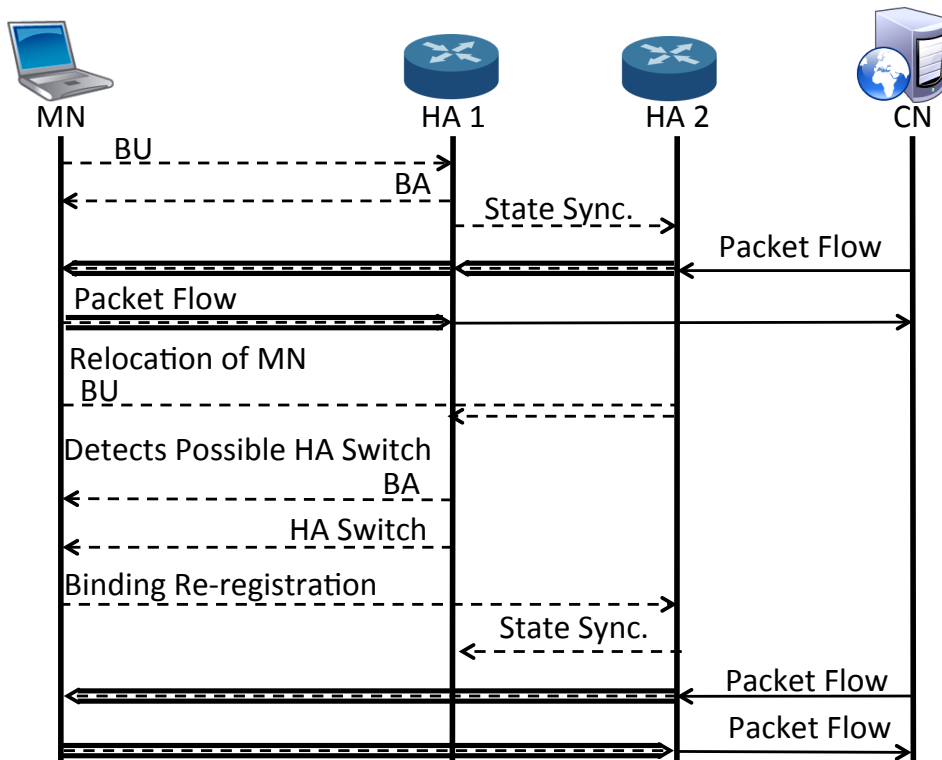 MN
HA 1
HA 2
CN
BU
BA
State Sync.
Packet Flow
Packet Flow
Relocation of MN
BU
Detects Possible HA Switch
BA
HA Switch
Binding Re-registration
State Sync.
Packet Flow
Packet Flow